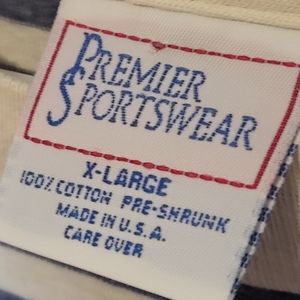 PREMIER
SPORTSWEAR
X-LARGE
100% COTTON PRE-SHRUNK
MADE IN U.S.A.
CARE OVER